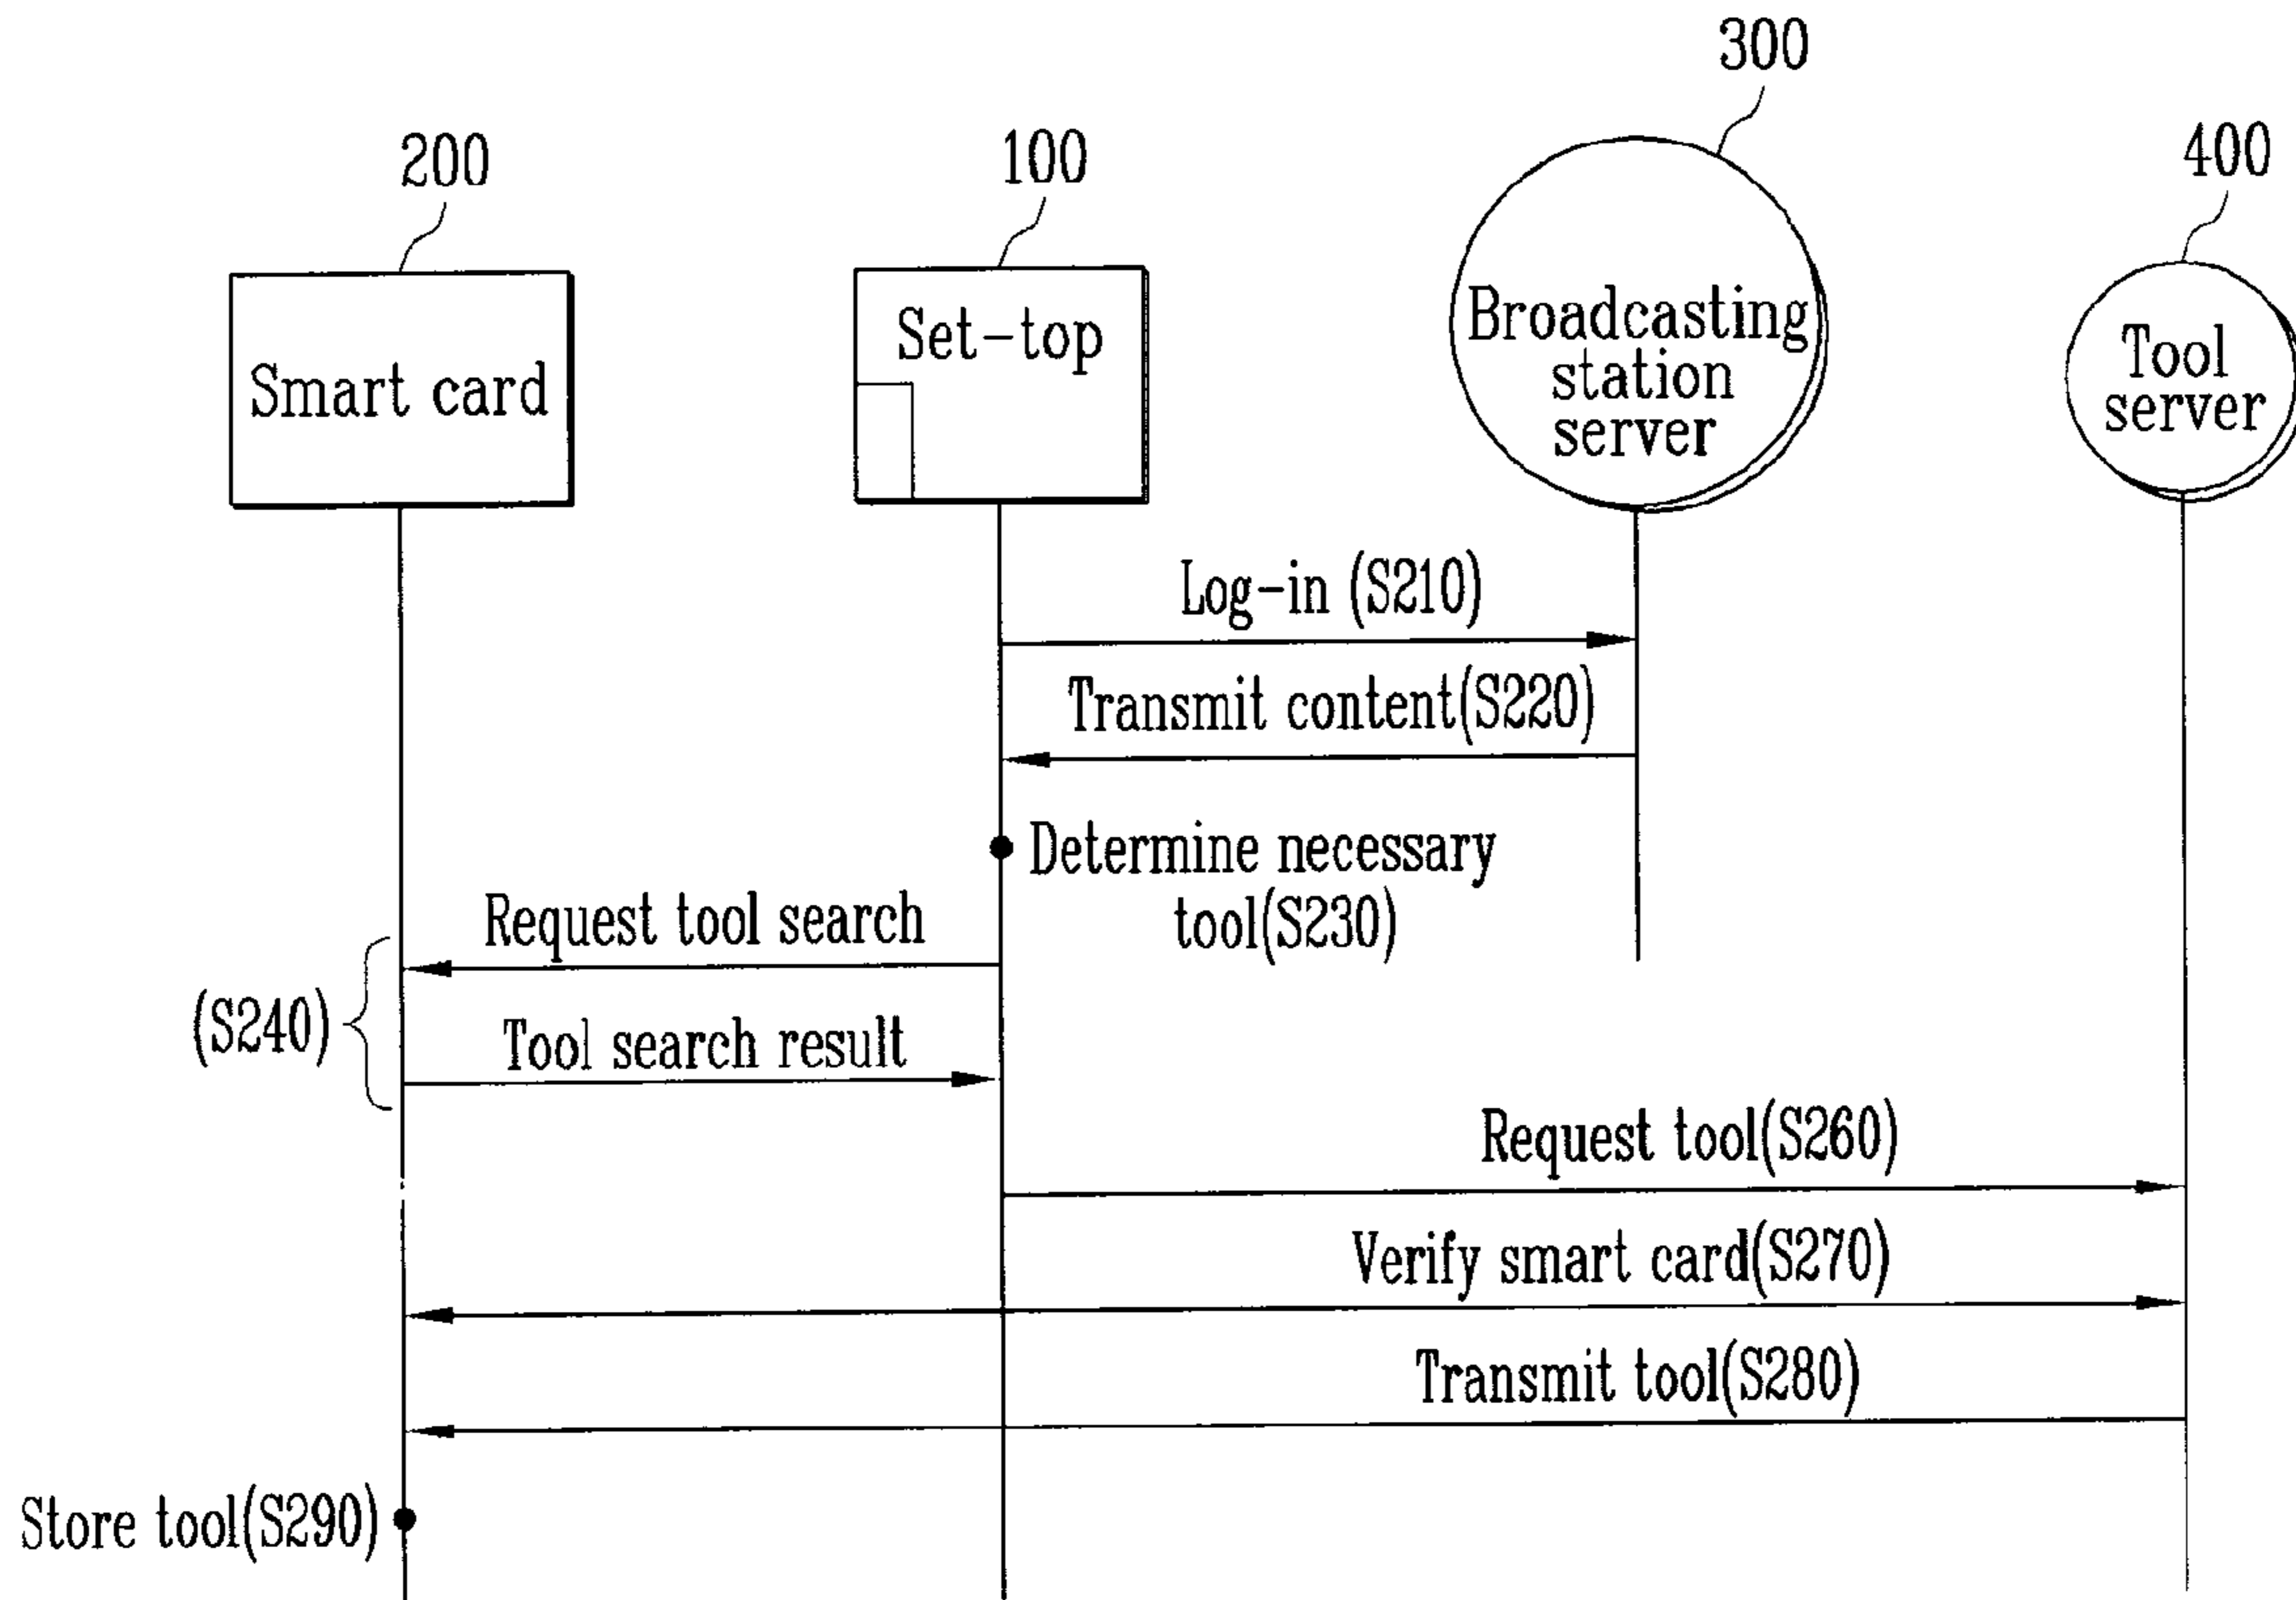 300
200
100
400
Smart card
Set-top
Broadcasting
station
server
Tool
server
Log-in (S210)
Transmit content(S220)
Determine necessary
tool(S230)
Request tool search
(S240)
Tool search result
Request tool(S260)
Verify smart card(S270)
Transmit tool(S280)
Store tool(S290)